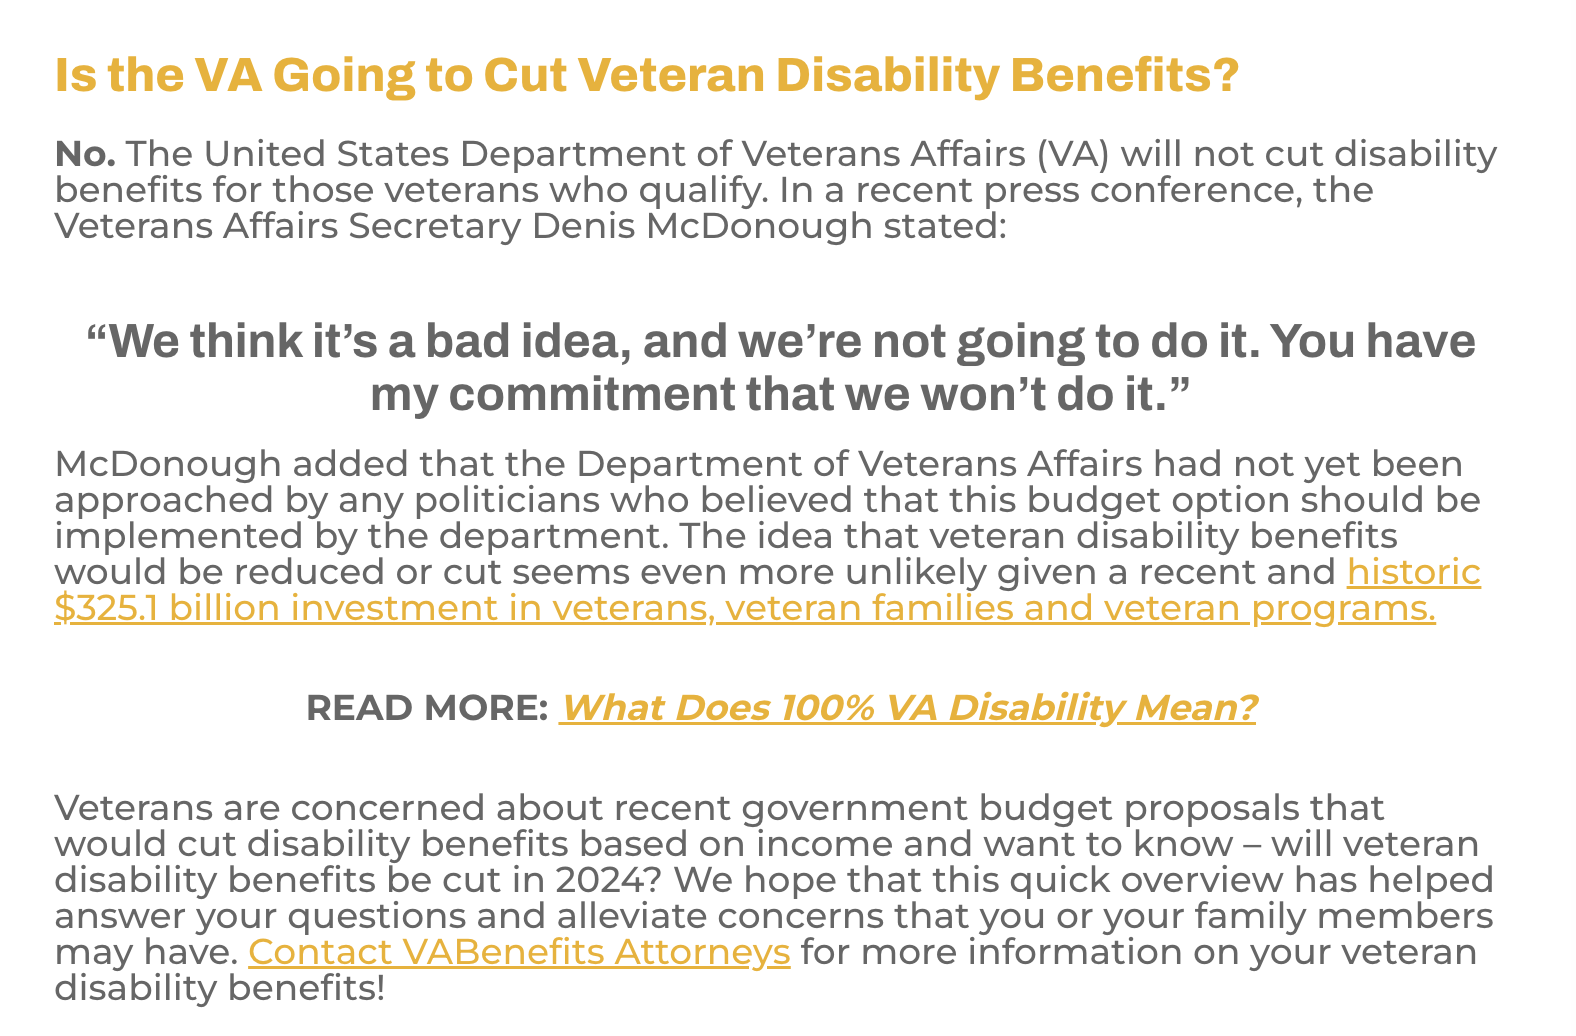 Is the VA Going to Cut Veteran Disability Benefits?
No. The United States Department of Veterans Affairs (VA) will not cut disability
benefits for those veterans who qualify. In a recent press conference, the
Veterans Affairs Secretary Denis McDonough stated:
“We think it’s a bad idea, and we’re not going to do it. You have
my commitment that we won’t do it.”
McDonough added that the Department of Veterans Affairs had not yet been
approached by any politicians who believed that this budget option should be
implemented by the department. The idea that veteran disability benefits
would be reduced or cut seems even more unlikely given a recent and historic
$325.1 billion investment in veterans, veteran families and veteran programs.
READ MORE: What Does 100% VA Disability Mean?
Veterans are concerned about recent government budget proposals that
would cut disability benefits based on income and want to know – will veteran
disability benefits be cut in 2024? We hope that this quick overview has helped
answer your questions and alleviate concerns that you or your family members
may have. Contact VABenefits Attorneys for more information on your veteran
disability benefits!